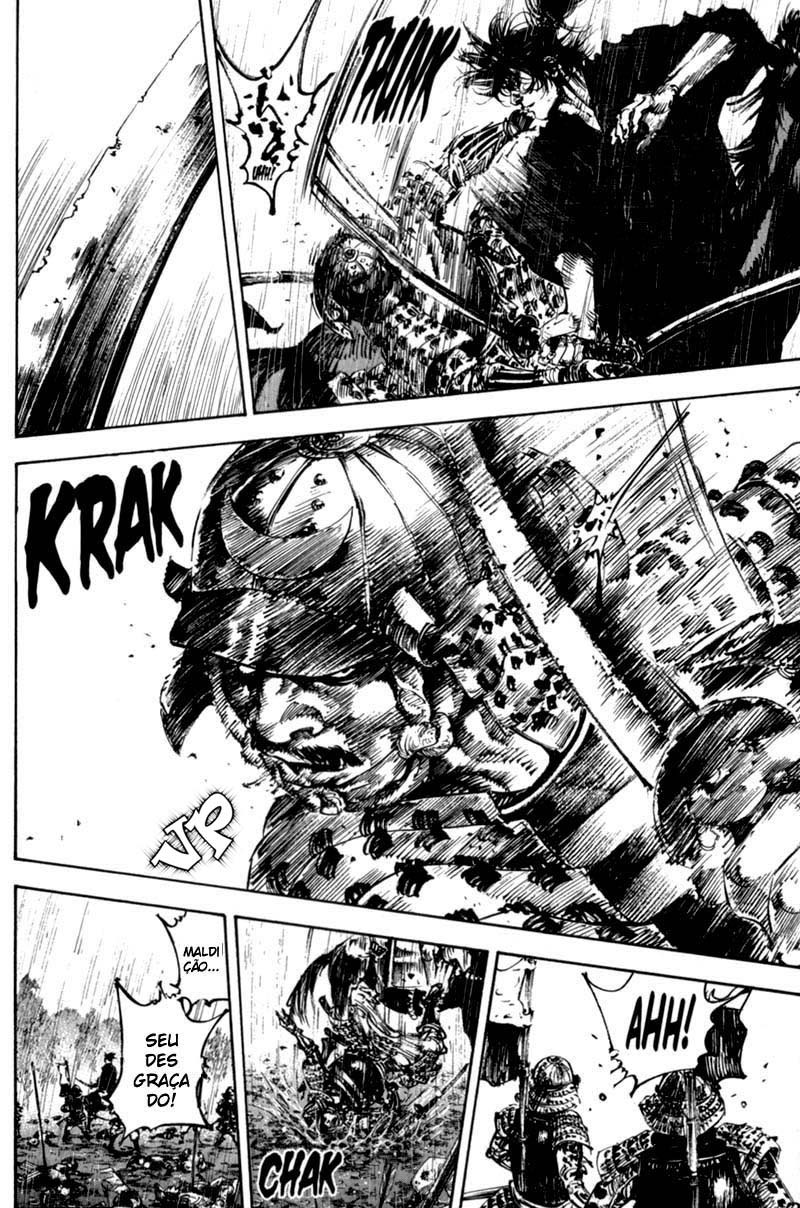 THUNK
UHH!
KRAK
VP
AHH!
CHAK
MALDI
ÇÃO...
SEU
DES
GRAÇA
DO!